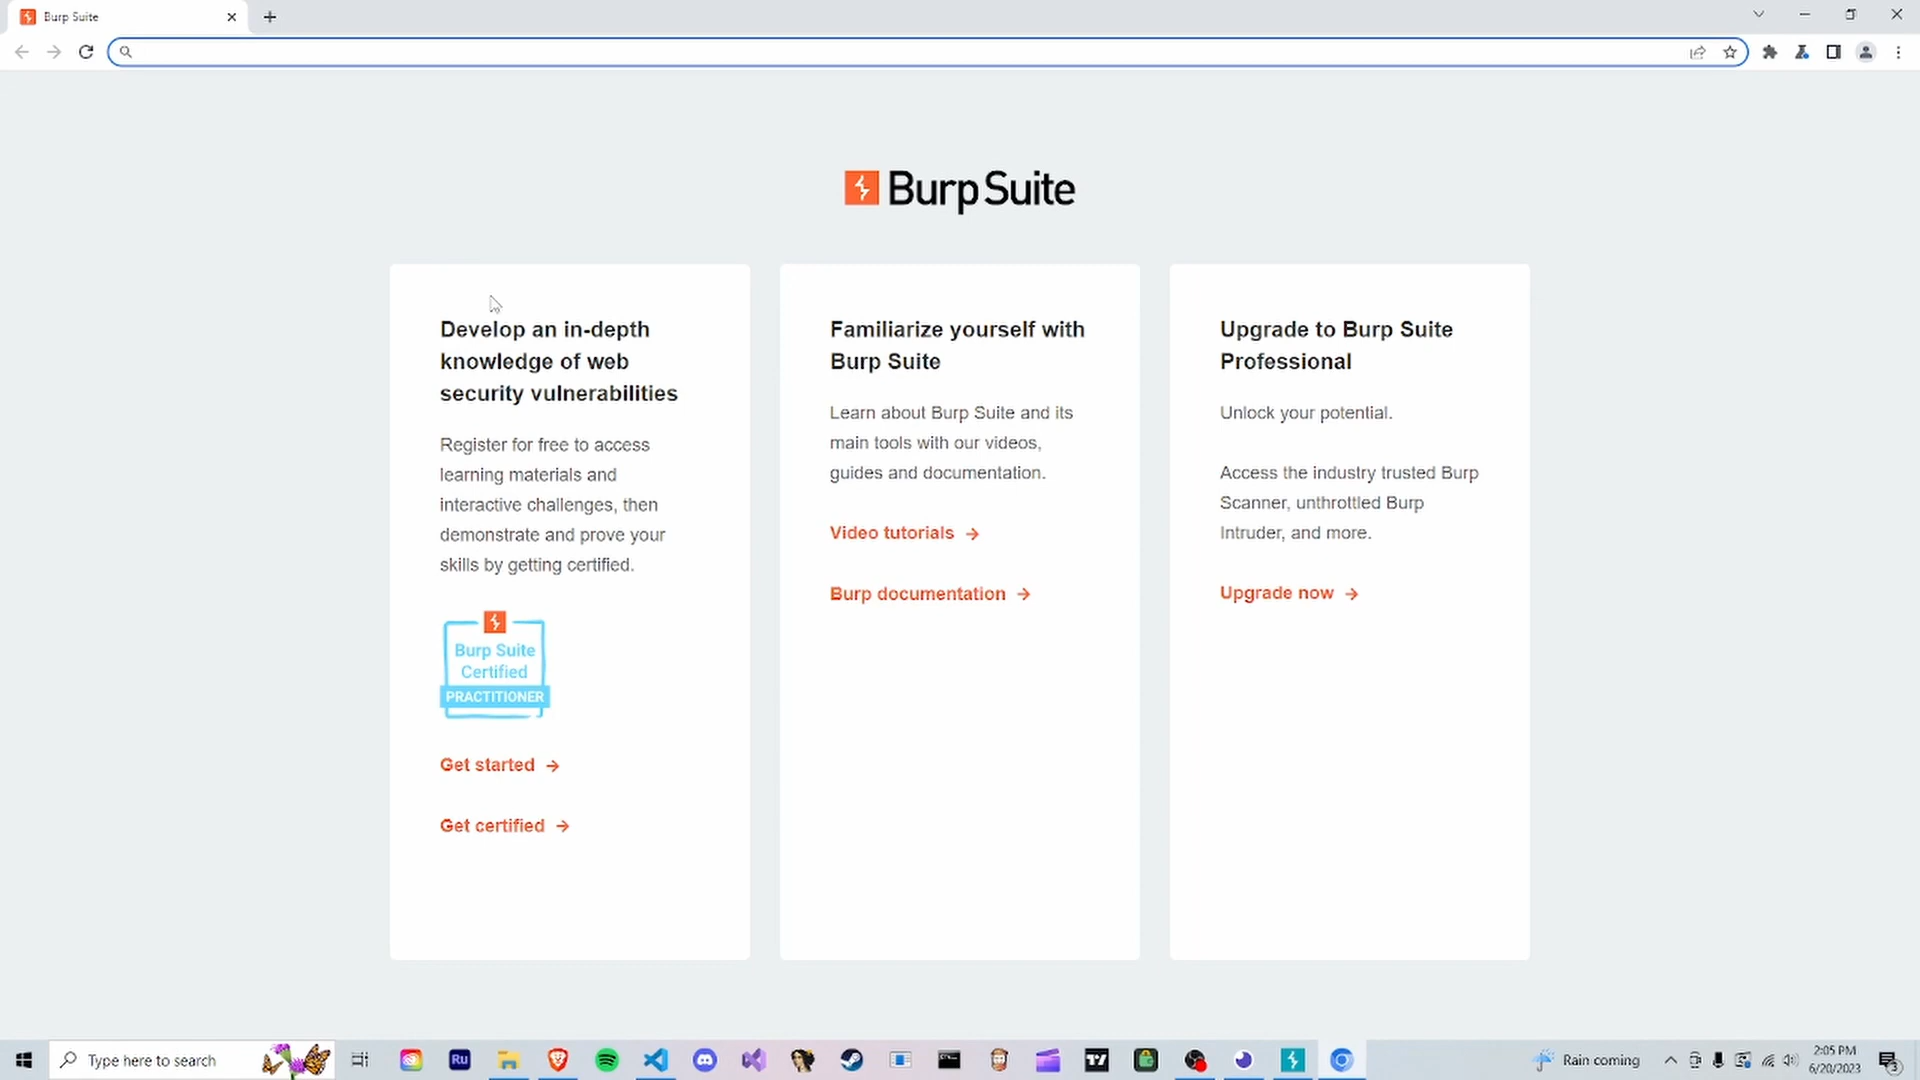 Burp Suite
Burp Suite
Develop an in-depth
knowledge of web
security vulnerabilities
Register for free to access
learning materials and
interactive challenges, then
demonstrate and prove your
skills by getting certified.
Burp Suite
Certified
PRACTITIONER
Get started →
Get certified →
Familiarize yourself with
Burp Suite
Learn about Burp Suite and its
main tools with our videos,
guides and documentation.
Video tutorials →
Burp documentation →
Upgrade to Burp Suite
Professional
Unlock your potential.
Access the industry trusted Burp
Scanner, unthrottled Burp
Intruder, and more.
Upgrade now →
Type here to search
Ru
Rain coming
2:05 PM
6/20/2023
3